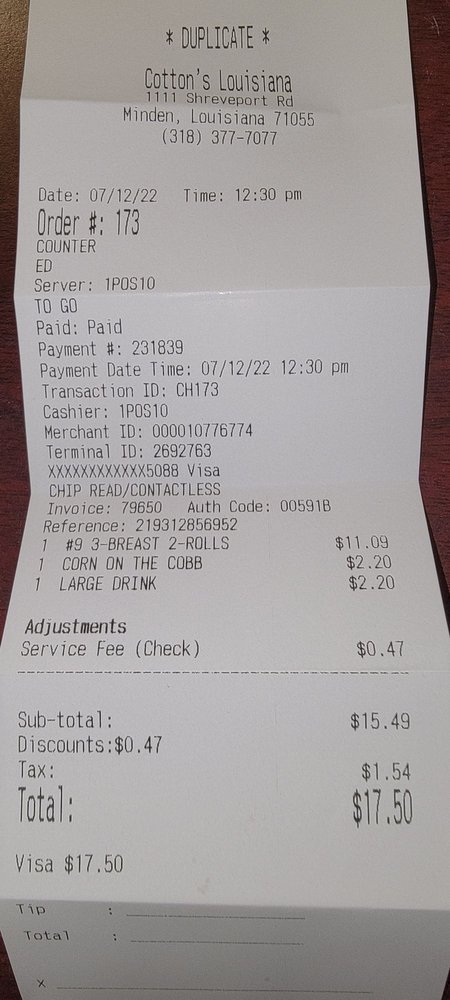 * DUPLICATE *
Cotton's Louisiana
1111 Shreveport Rd
Minden, Louisiana 71055
(318) 377-7077
Date: 07/12/22 Time: 12:30 pm
Order #: 173
COUNTER
ED
Server: 1POS10
TO GO
Paid: Paid
Payment #: 231839
Payment Date Time: 07/12/22 12:30 pm
Transaction ID: CH173
Cashier: 1POS10
Merchant ID: 000010776774
Terminal ID: 2692763
XXXXXXXXXXXX5088 Visa
CHIP READ/CONTACTLESS
Invoice: 79650 Auth Code: 00591B
Reference: 219312856952
1 #9 3-BREAST 2-ROLLS $11.09
1 CORN ON THE COBB $2.20
1 LARGE DRINK $2.20
Adjustments
Service Fee (Check) $0.47
Sub-total: $15.49
Discounts:$0.47
Tax: $1.54
Total: $17.50
Visa $17.50
Tip :
Total :
X